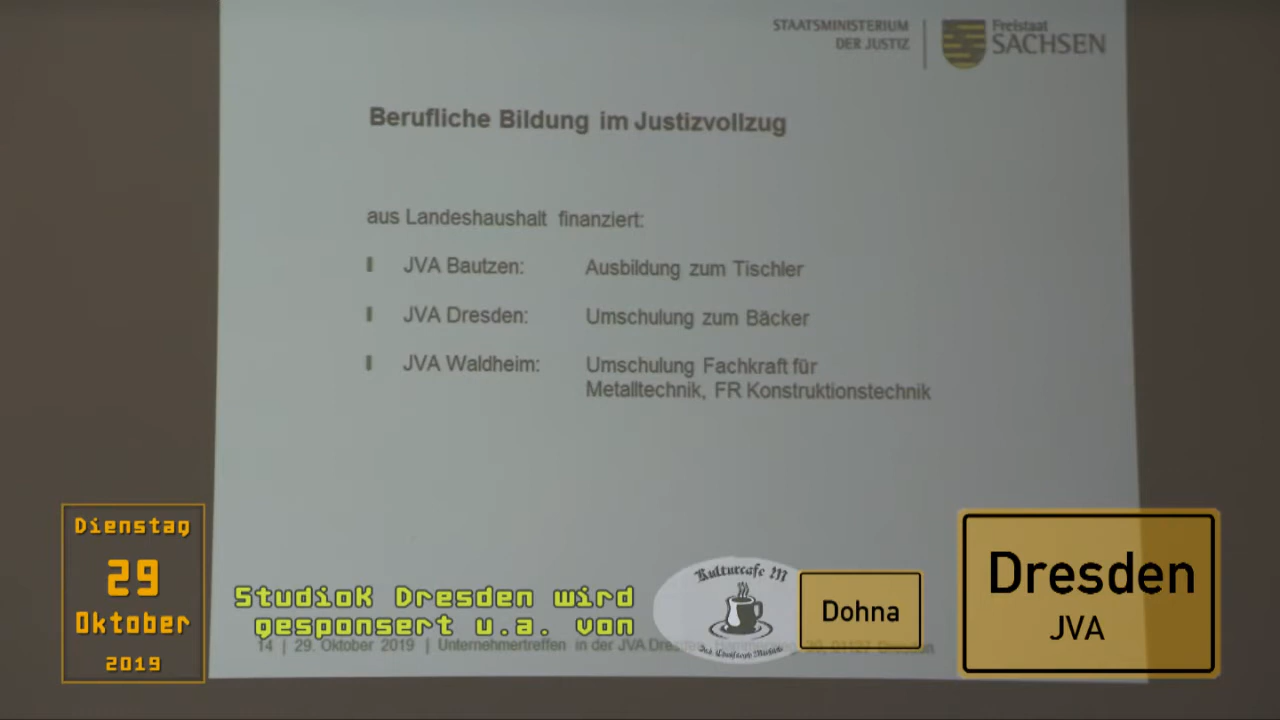 STAATSMINISTERIUM
DER JUSTIZ
Freistaat
SACHSEN
Berufliche Bildung im Justizvollzug
aus Landeshaushalt finanziert:
JVA Bautzen: Ausbildung zum Tischler
JVA Dresden: Umschulung zum Bäcker
JVA Waldheim: Umschulung Fachkraft für
Metalltechnik, FR Konstruktionstechnik
Dienstag
29
Oktober
2019
StudioK Dresden wird
gesponsert u.a. von
Kulturcafe M
Dohna
Dresden
JVA
14 | 29. Oktober 2019 | Unternehmertreffen in der JVA Dresden